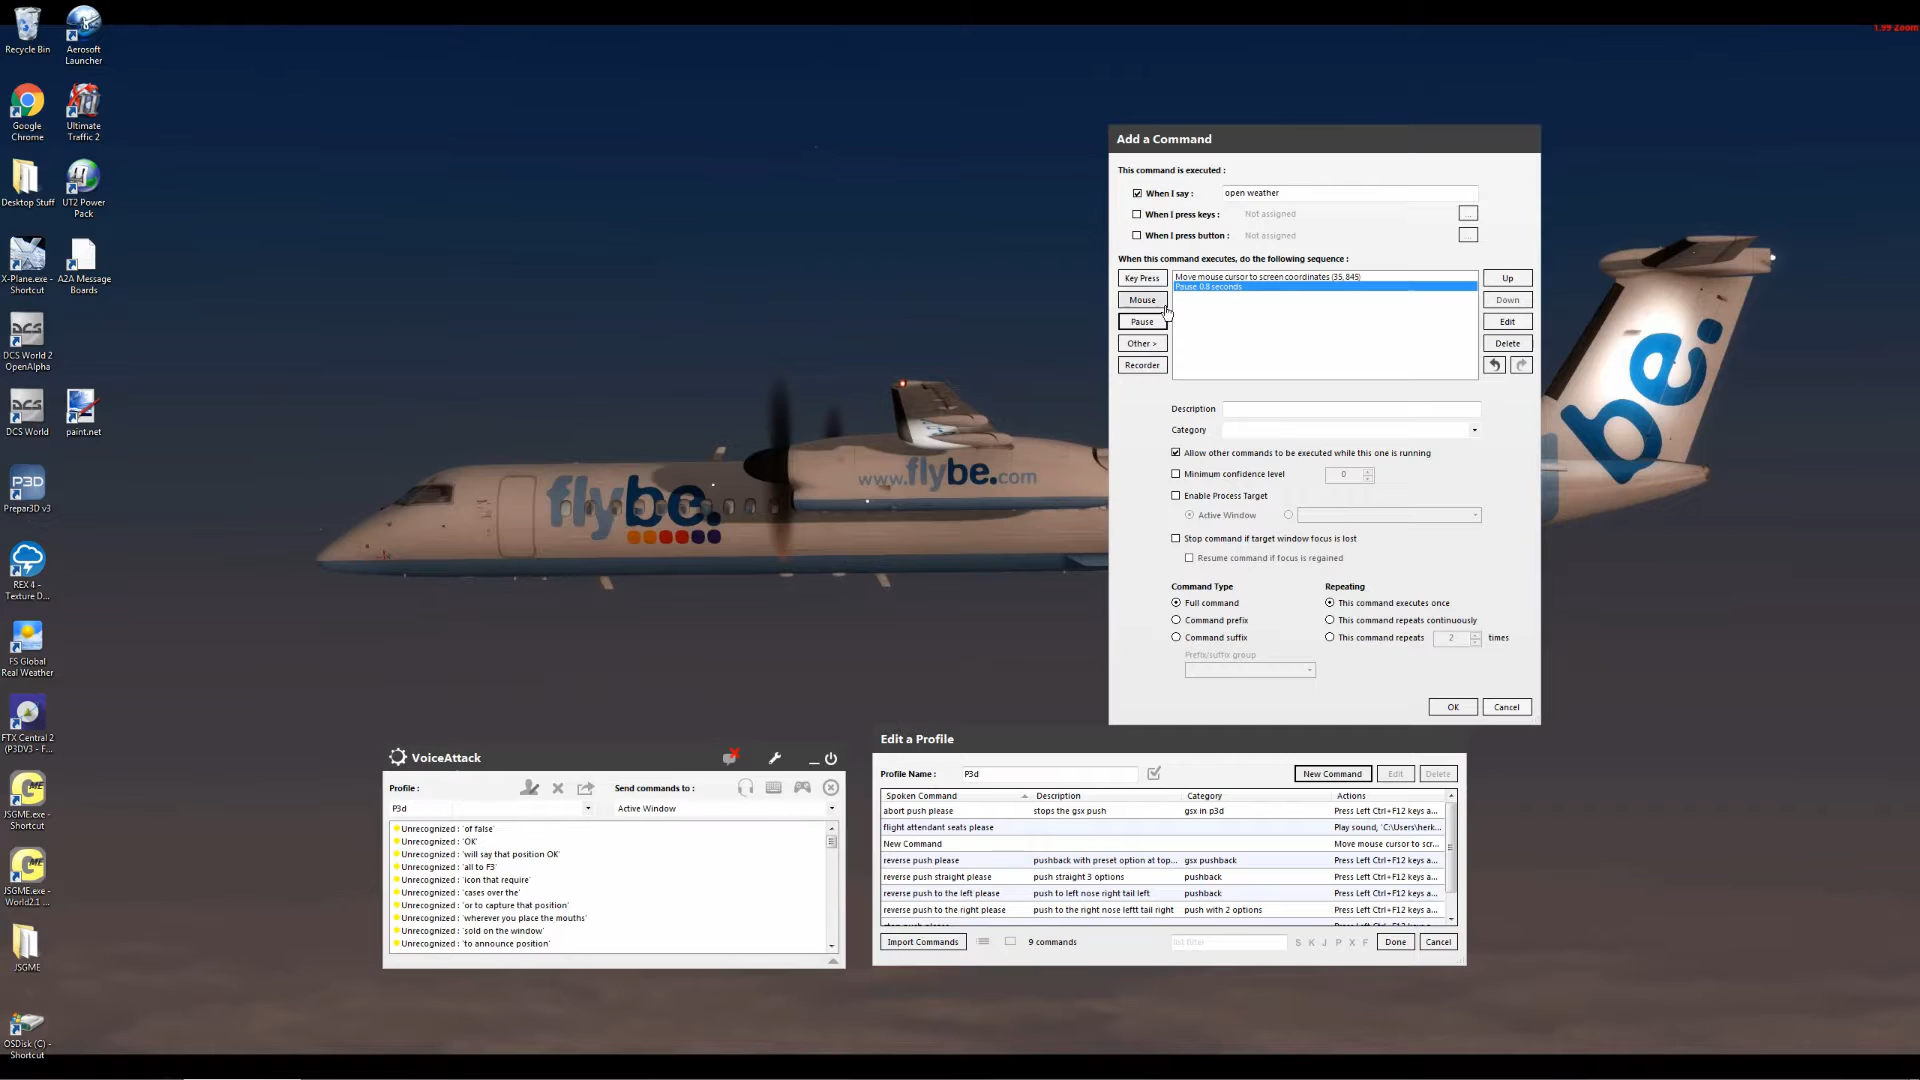 1.99 Zoom
Recycle Bin
Aerosoft
Launcher
Google
Chrome
Ultimate
Traffic 2
Desktop Stuff
UT2 Power
Pack
X-Plane.exe -
Shortcut
A2A Message
Boards
DCS World 2
OpenAlpha
DCS World
paint.net
P3D
Prepar3D v3
REX 4 -
Texture D...
FS Global
Real Weather
FTX Central 2
(P3DV3 - F...
JSGME.exe -
Shortcut
JSGME.exe -
World2.1 ...
JSGME
OSDisk (C) -
Shortcut
flybe.
www.flybe.com
be.
Add a Command
This command is executed :
When I say : open weather
When I press keys : Not assigned ...
When I press button : Not assigned ...
When this command executes, do the following sequence :
Key Press
Mouse
Pause
Other >
Recorder
Move mouse cursor to screen coordinates (35, 845)
Pause 0.8 seconds
Up
Down
Edit
Delete
Description
Category
Allow other commands to be executed while this one is running
Minimum confidence level 0
Enable Process Target
Active Window
Stop command if target window focus is lost
Resume command if focus is regained
Command Type
Full command
Command prefix
Command suffix
Prefix/suffix group
Repeating
This command executes once
This command repeats continuously
This command repeats 2 times
OK Cancel
VoiceAttack
Profile :
P3d
Send commands to :
Active Window
Unrecognized : 'of false'
Unrecognized : 'OK'
Unrecognized : 'will say that position OK'
Unrecognized : 'all to F3'
Unrecognized : 'icon that require'
Unrecognized : 'cases over the'
Unrecognized : 'or to capture that position'
Unrecognized : 'wherever you place the mouths'
Unrecognized : 'sold on the window'
Unrecognized : 'to announce position'
Edit a Profile
Profile Name : P3d
New Command Edit Delete
Spoken Command Description Category Actions
abort push please stops the gsx push gsx in p3d Press Left Ctrl+F12 keys a...
flight attendant seats please Play sound, 'C:\Users\herk...
New Command Move mouse cursor to scr...
reverse push please pushback with preset option at top... gsx pushback Press Left Ctrl+F12 keys a...
reverse push straight please push straight 3 options pushback Press Left Ctrl+F12 keys a...
reverse push to the left please push to left nose right tail left pushback Press Left Ctrl+F12 keys a...
reverse push to the right please push to the right nose leftt tail right push with 2 options Press Left Ctrl+F12 keys a...
Import Commands 9 commands list filter S K J P X F Done Cancel